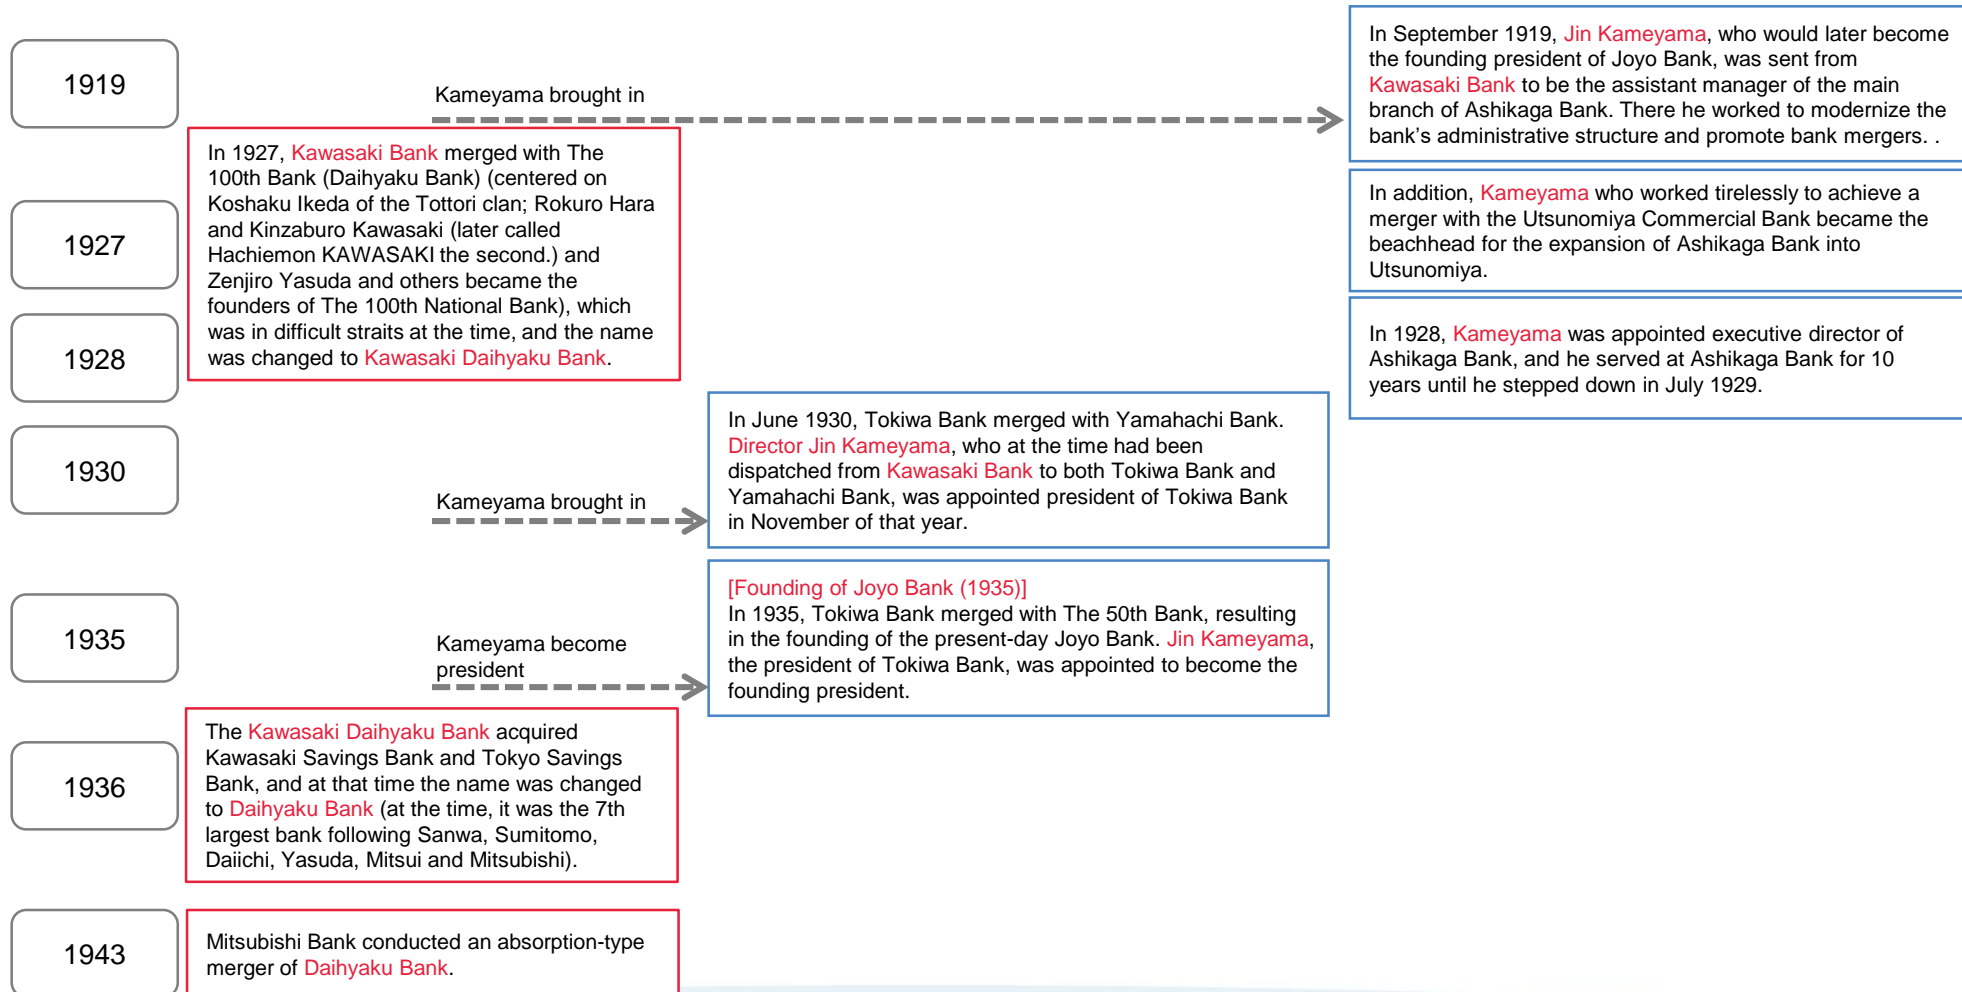 1919
Kameyama brought in
In September 1919, Jin Kameyama, who would later become
the founding president of Joyo Bank, was sent from
Kawasaki Bank to be the assistant manager of the main
branch of Ashikaga Bank. There he worked to modernize the
bank's administrative structure and promote bank mergers. .
1927
In 1927, Kawasaki Bank merged with The
100th Bank (Daihyaku Bank) (centered on
Koshaku Ikeda of the Tottori clan; Rokuro Hara
and Kinzaburo Kawasaki (later called
Hachiemon KAWASAKI the second.) and
Zenjiro Yasuda and others became the
founders of The 100th National Bank), which
was in difficult straits at the time, and the name
was changed to Kawasaki Daihyaku Bank.
In addition, Kameyama who worked tirelessly to achieve a
merger with the Utsunomiya Commercial Bank became the
beachhead for the expansion of Ashikaga Bank into
Utsunomiya.
1928
In 1928, Kameyama was appointed executive director of
Ashikaga Bank, and he served at Ashikaga Bank for 10
years until he stepped down in July 1929.
1930
Kameyama brought in
In June 1930, Tokiwa Bank merged with Yamahachi Bank.
Director Jin Kameyama, who at the time had been
dispatched from Kawasaki Bank to both Tokiwa Bank and
Yamahachi Bank, was appointed president of Tokiwa Bank
in November of that year.
1935
Kameyama become
president
[Founding of Joyo Bank (1935)]
In 1935, Tokiwa Bank merged with The 50th Bank, resulting
in the founding of the present-day Joyo Bank. Jin Kameyama,
the president of Tokiwa Bank, was appointed to become the
founding president.
1936
The Kawasaki Daihyaku Bank acquired
Kawasaki Savings Bank and Tokyo Savings
Bank, and at that time the name was changed
to Daihyaku Bank (at the time, it was the 7th
largest bank following Sanwa, Sumitomo,
Daiichi, Yasuda, Mitsui and Mitsubishi).
1943
Mitsubishi Bank conducted an absorption-type
merger of Daihyaku Bank.